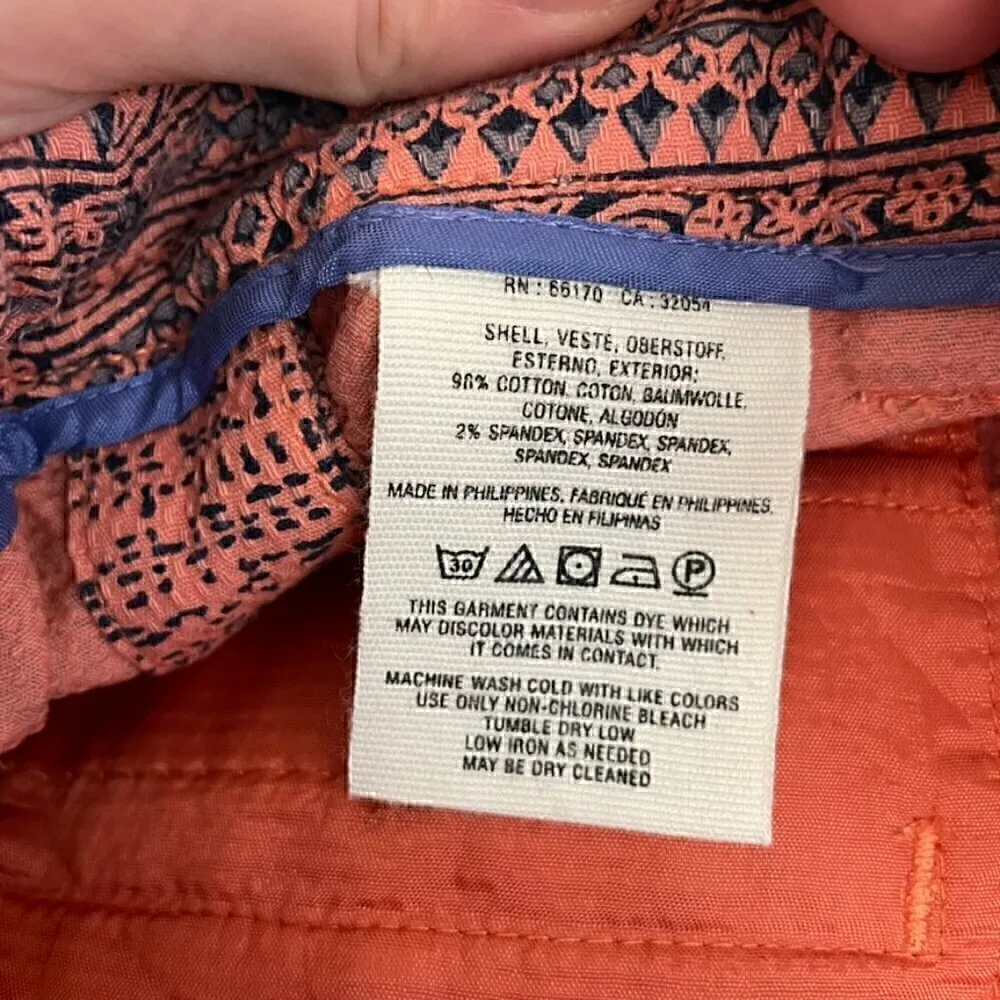 RN : 66170 CA : 32054
SHELL, VESTE, OBERSTOFF,
ESTERNO, EXTERIOR:
98% COTTON, COTON, BAUMWOLLE,
COTONE, ALGODÓN
2% SPANDEX, SPANDEX, SPANDEX,
SPANDEX, SPANDEX
MADE IN PHILIPPINES, FABRIQUÉ EN PHILIPPINES,
HECHO EN FILIPINAS
30 P
THIS GARMENT CONTAINS DYE WHICH
MAY DISCOLOR MATERIALS WITH WHICH
IT COMES IN CONTACT.
MACHINE WASH COLD WITH LIKE COLORS
USE ONLY NON-CHLORINE BLEACH
TUMBLE DRY LOW
LOW IRON AS NEEDED
MAY BE DRY CLEANED